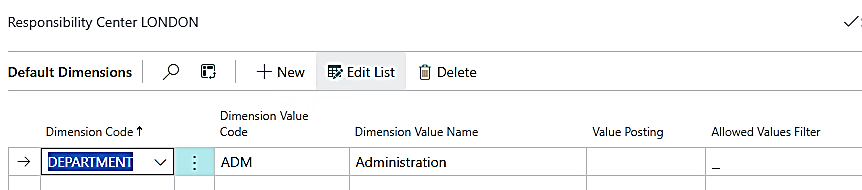 Responsibility Center LONDON
Default Dimensions New Edit List Delete
Dimension Code Dimension Value Code Dimension Value Name Value Posting Allowed Values Filter
DEPARTMENT ADM Administration _